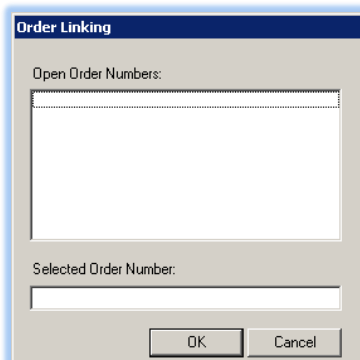 Order Linking
Open Order Numbers:
Selected Order Number:
OK
Cancel